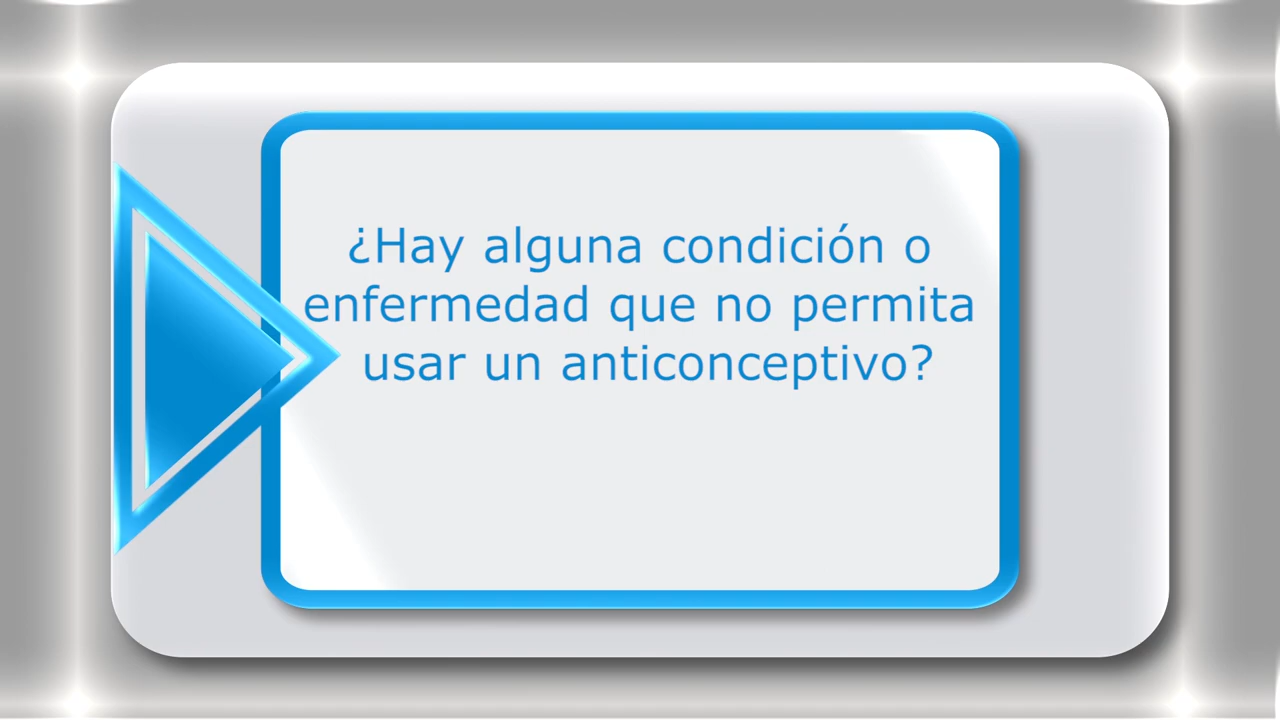 ¿Hay alguna condición o
enfermedad que no permita
usar un anticonceptivo?